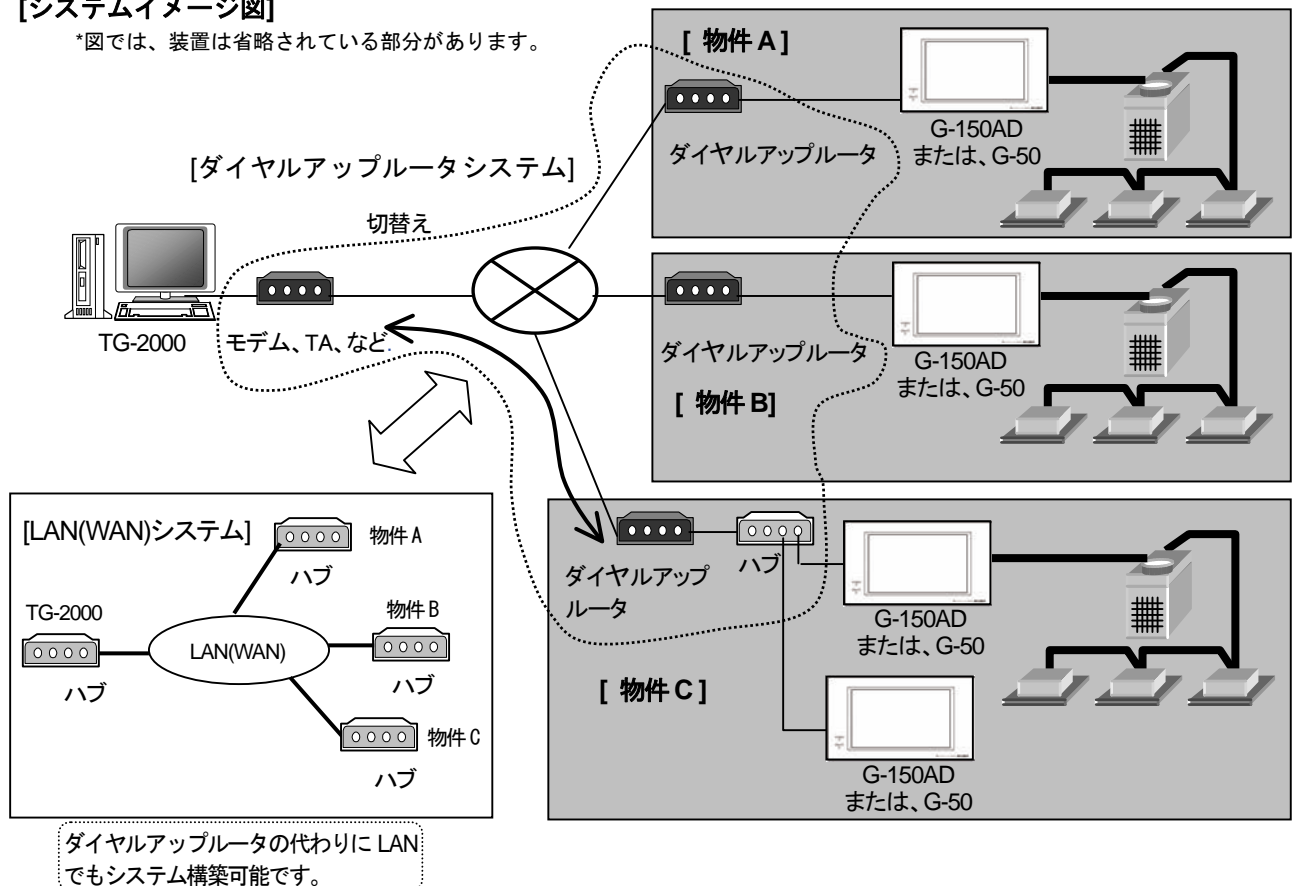 [システムイメージ図]
*図では、装置は省略されている部分があります。
[ 物件 A ]
G-150AD
または、G-50
ダイヤルアップルータ
[ダイヤルアップルータシステム]
切替え
TG-2000
モデム、TA、など.
ダイヤルアップルータ
G-150AD
または、G-50
[ 物件 B]
[LAN(WAN)システム]
物件 A
ハブ
TG-2000
物件 B
LAN(WAN)
ハブ
ハブ
物件 C
ハブ
ダイヤルアップ
ルータ
ハブ
G-150AD
または、G-50
[ 物件 C ]
G-150AD
または、G-50
ダイヤルアップルータの代わりに LAN
でもシステム構築可能です。